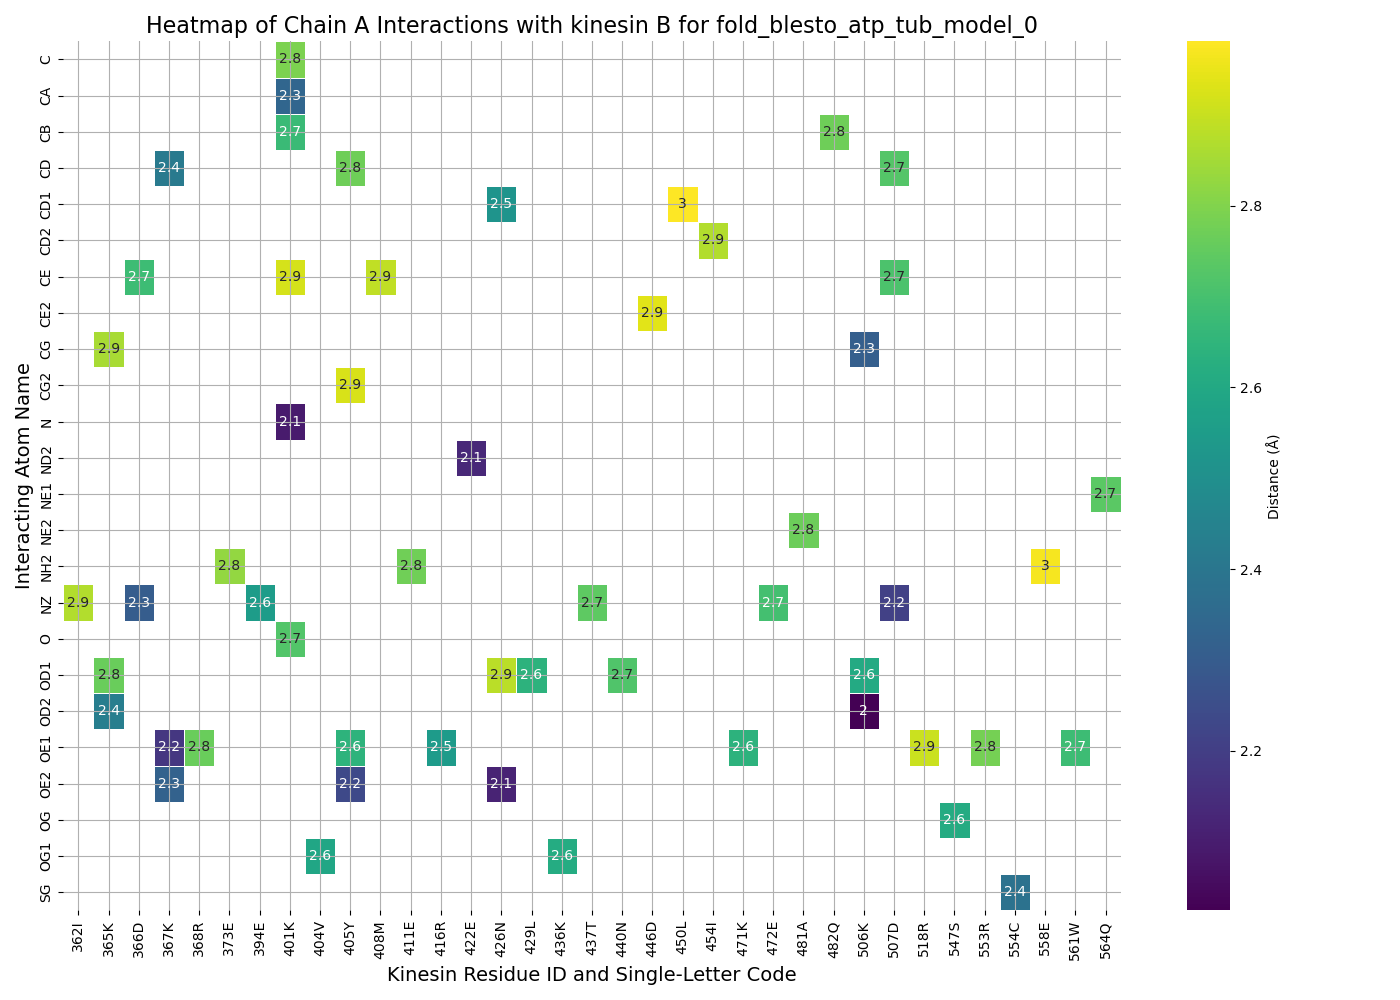 Heatmap of Chain A Interactions with kinesin B for fold_blesto_atp_tub_model_0
Interacting Atom Name
C 2.8
CA 2.3
CB 2.7 2.8
CD 2.4 2.8 2.7
CD1 2.5 3
CD2 2.9
CE 2.7 2.9 2.9 2.7
CE2 2.9
CG 2.9 2.3
CG2 2.9
N 2.1
ND2 2.1
NE1 2.7
NE2 2.8
NH2 2.8 2.8 3
NZ 2.9 2.3 2.6 2.7 2.7 2.2
O 2.7
OD1 2.8 2.9 2.6 2.7 2.6
OD2 2.4 2
OE1 2.2 2.8 2.6 2.5 2.6 2.9 2.8 2.7
OE2 2.3 2.2 2.1
OG 2.6
OG1 2.6 2.6
SG 2.4
362I 365K 366D 367K 368R 373E 394E 401K 404V 405Y 408M 411E 416R 422E 426N 429L 436K 437T 440N 446D 450L 454I 471K 472E 481A 482Q 506K 507D 518R 547S 553R 554C 558E 561W 564Q
Kinesin Residue ID and Single-Letter Code
2.8
2.6
2.4
2.2
Distance (Å)